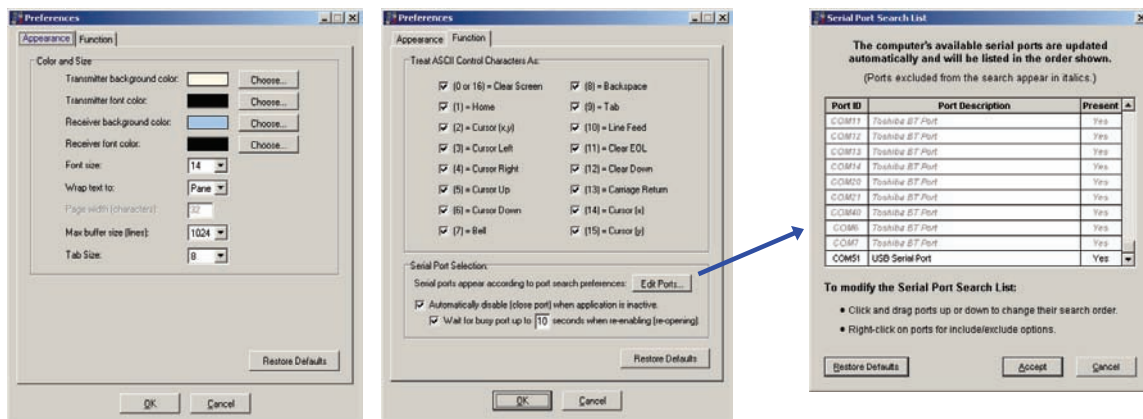 Preferences
Appearance Function
Color and Size
Transmitter background color: Choose...
Transmitter font color: Choose...
Receiver background color: Choose...
Receiver font color: Choose...
Font size: 14
Wrap text to: Pane
Page width (characters): 32
Max buffer size (lines): 1024
Tab Size: 8
Restore Defaults
OK Cancel
Preferences
Appearance Function
Treat ASCII Control Characters As:
(0 or 16) = Clear Screen (8) = Backspace
(1) = Home (9) = Tab
(2) = Cursor (x,y) (10) = Line Feed
(3) = Cursor Left (11) = Clear EOL
(4) = Cursor Right (12) = Clear Down
(5) = Cursor Up (13) = Carriage Return
(6) = Cursor Down (14) = Cursor (x)
(7) = Bell (15) = Cursor (y)
Serial Port Selection:
Serial ports appear according to port search preferences: Edit Ports...
Automatically disable (close port) when application is inactive.
Wait for busy port up to 10 seconds when re-enabling (re-opening)
Restore Defaults
OK Cancel
Serial Port Search List
The computer's available serial ports are updated
automatically and will be listed in the order shown.
(Ports excluded from the search appear in italics.)
Port ID Port Description Present
COM11 Toshiba BT Port Yes
COM12 Toshiba BT Port Yes
COM13 Toshiba BT Port Yes
COM14 Toshiba BT Port Yes
COM20 Toshiba BT Port Yes
COM21 Toshiba BT Port Yes
COM40 Toshiba BT Port Yes
COM6 Toshiba BT Port Yes
COM7 Toshiba BT Port Yes
COM51 USB Serial Port Yes
To modify the Serial Port Search List:
• Click and drag ports up or down to change their search order.
• Right-click on ports for include/exclude options.
Restore Defaults Accept Cancel